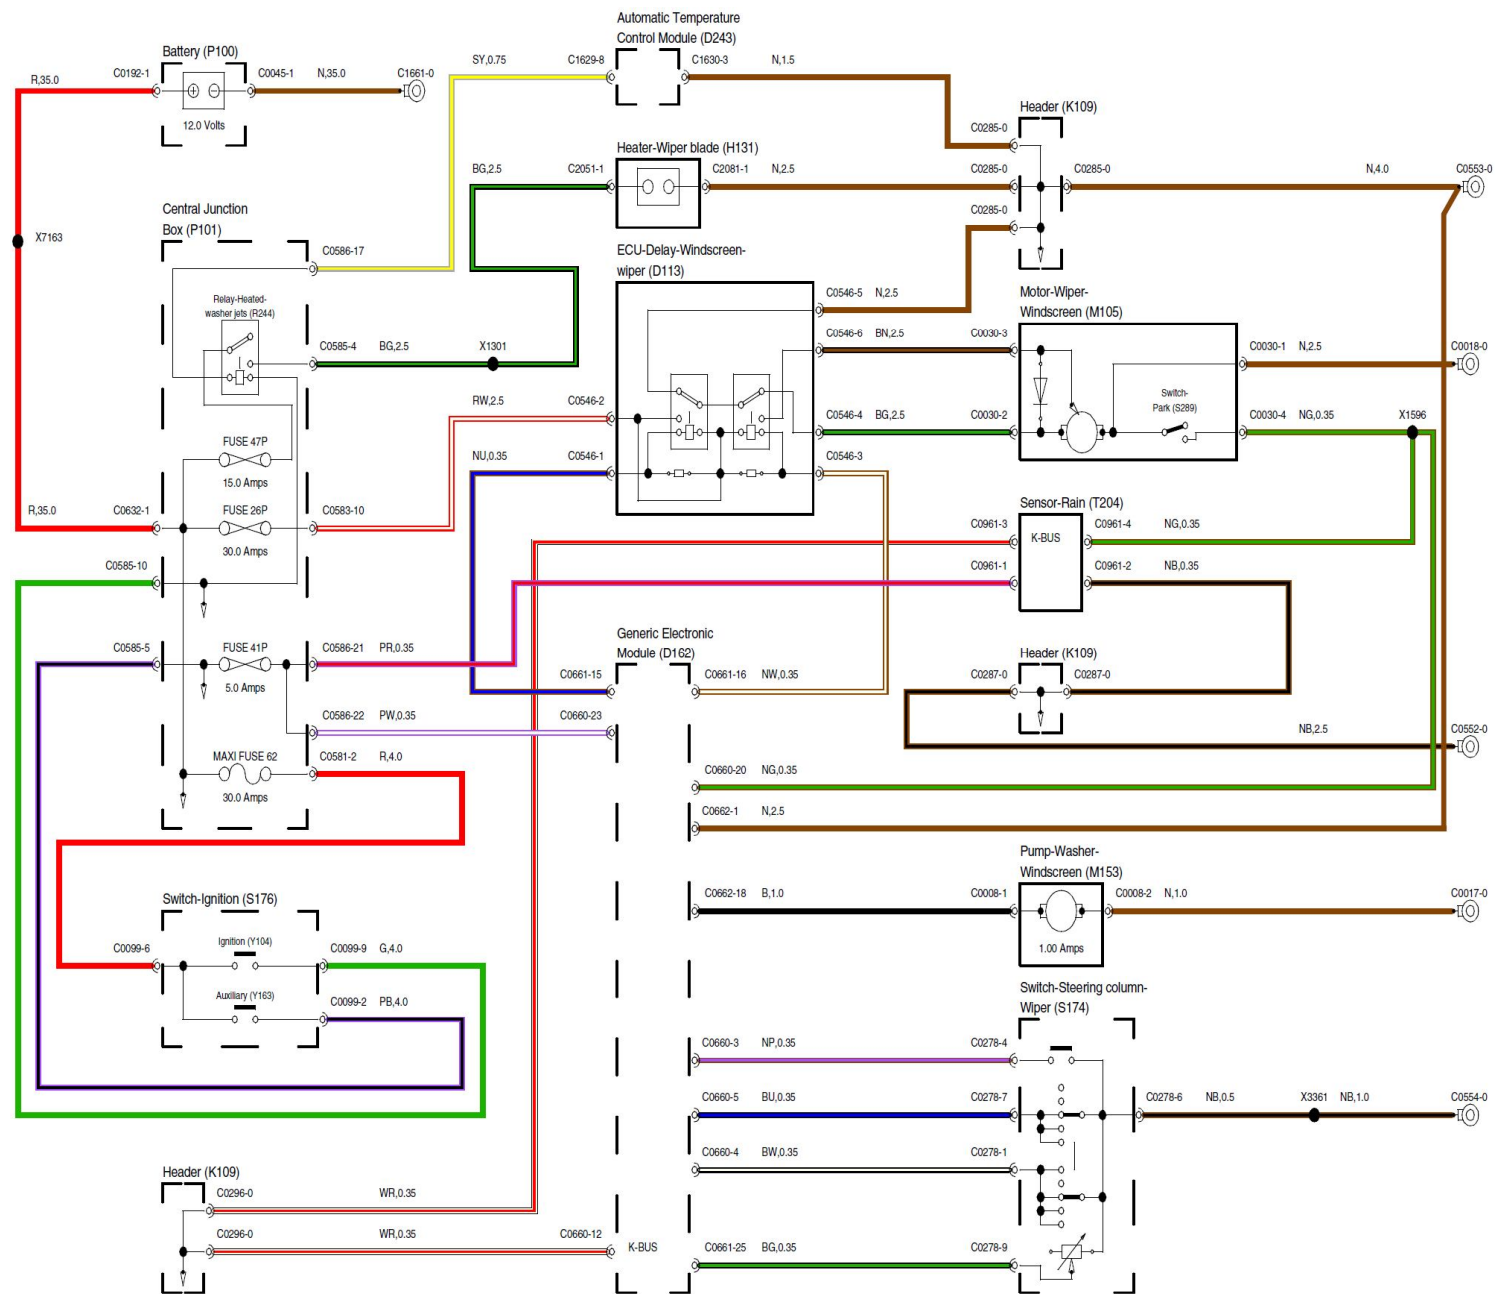 Automatic Temperature
Control Module (D243)
Battery (P100)
SY,0.75
C1629-8
C1630-3
N,1.5
R,35.0
C0192-1
C0045-1
N,35.0
C1661-0
12.0 Volts
Header (K109)
C0285-0
Heater-Wiper blade (H131)
BG,2.5
C2051-1
C2081-1
N,2.5
C0285-0
C0285-0
N,4.0
C0553-0
Central Junction
Box (P101)
C0285-0
X7163
C0586-17
ECU-Delay-Windscreen-
wiper (D113)
Relay-Heated-
washer jets (R244)
C0546-5
N,2.5
Motor-Wiper-
Windscreen (M105)
C0546-6
BN,2.5
C0030-3
C0585-4
BG,2.5
X1301
C0030-1
N,2.5
C0018-0
RW,2.5
C0546-2
Switch-
Park (S289)
C0546-4
BG,2.5
C0030-2
C0030-4
NG,0.35
X1596
FUSE 47P
15.0 Amps
NU,0.35
C0546-1
C0546-3
R,35.0
C0632-1
FUSE 26P
30.0 Amps
C0583-10
Sensor-Rain (T204)
C0961-3
K-BUS
C0961-4
NG,0.35
C0585-10
C0961-1
C0961-2
NB,0.35
Generic Electronic
Module (D162)
C0585-5
FUSE 41P
5.0 Amps
C0586-21
PR,0.35
Header (K109)
C0661-15
C0661-16
NW,0.35
C0287-0
C0287-0
C0586-22
PW,0.35
C0660-23
NB,2.5
C0552-0
MAXI FUSE 62
30.0 Amps
C0581-2
R,4.0
C0660-20
NG,0.35
C0662-1
N,2.5
Pump-Washer-
Windscreen (M153)
Switch-Ignition (S176)
C0662-18
B,1.0
C0008-1
C0008-2
N,1.0
C0017-0
1.00 Amps
C0099-6
Ignition (Y104)
C0099-9
G,4.0
Auxiliary (Y163)
C0099-2
PB,4.0
Switch-Steering column-
Wiper (S174)
C0660-3
NP,0.35
C0278-4
C0660-5
BU,0.35
C0278-7
C0278-6
NB,0.5
X3361
NB,1.0
C0554-0
C0660-4
BW,0.35
C0278-1
Header (K109)
C0296-0
WR,0.35
C0296-0
WR,0.35
C0660-12
K-BUS
C0661-25
BG,0.35
C0278-9